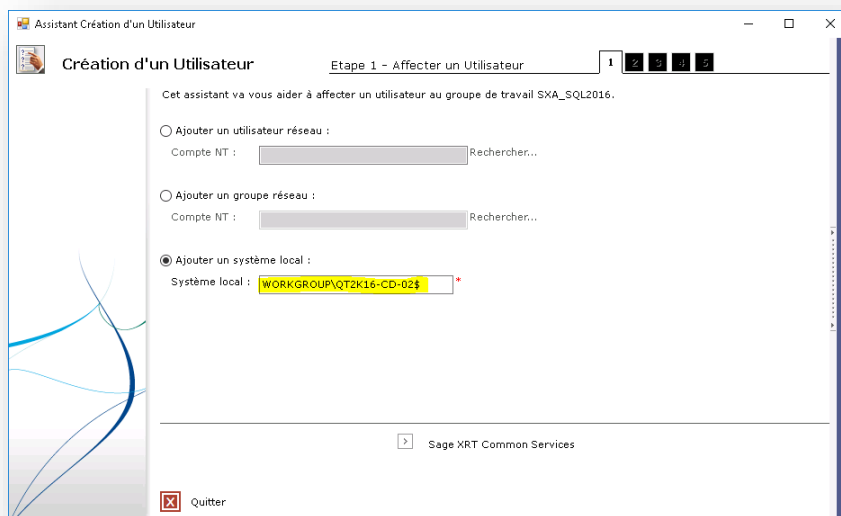 Assistant Création d'un Utilisateur
Création d'un Utilisateur
Etape 1 - Affecter un Utilisateur
1 2 3 4 5
Cet assistant va vous aider à affecter un utilisateur au groupe de travail SXA_SQL2016.
Ajouter un utilisateur réseau :
Compte NT : Rechercher...
Ajouter un groupe réseau :
Compte NT : Rechercher...
Ajouter un système local :
Système local : WORKGROUP\QT2K16-CD-02$ *
Sage XRT Common Services
Quitter